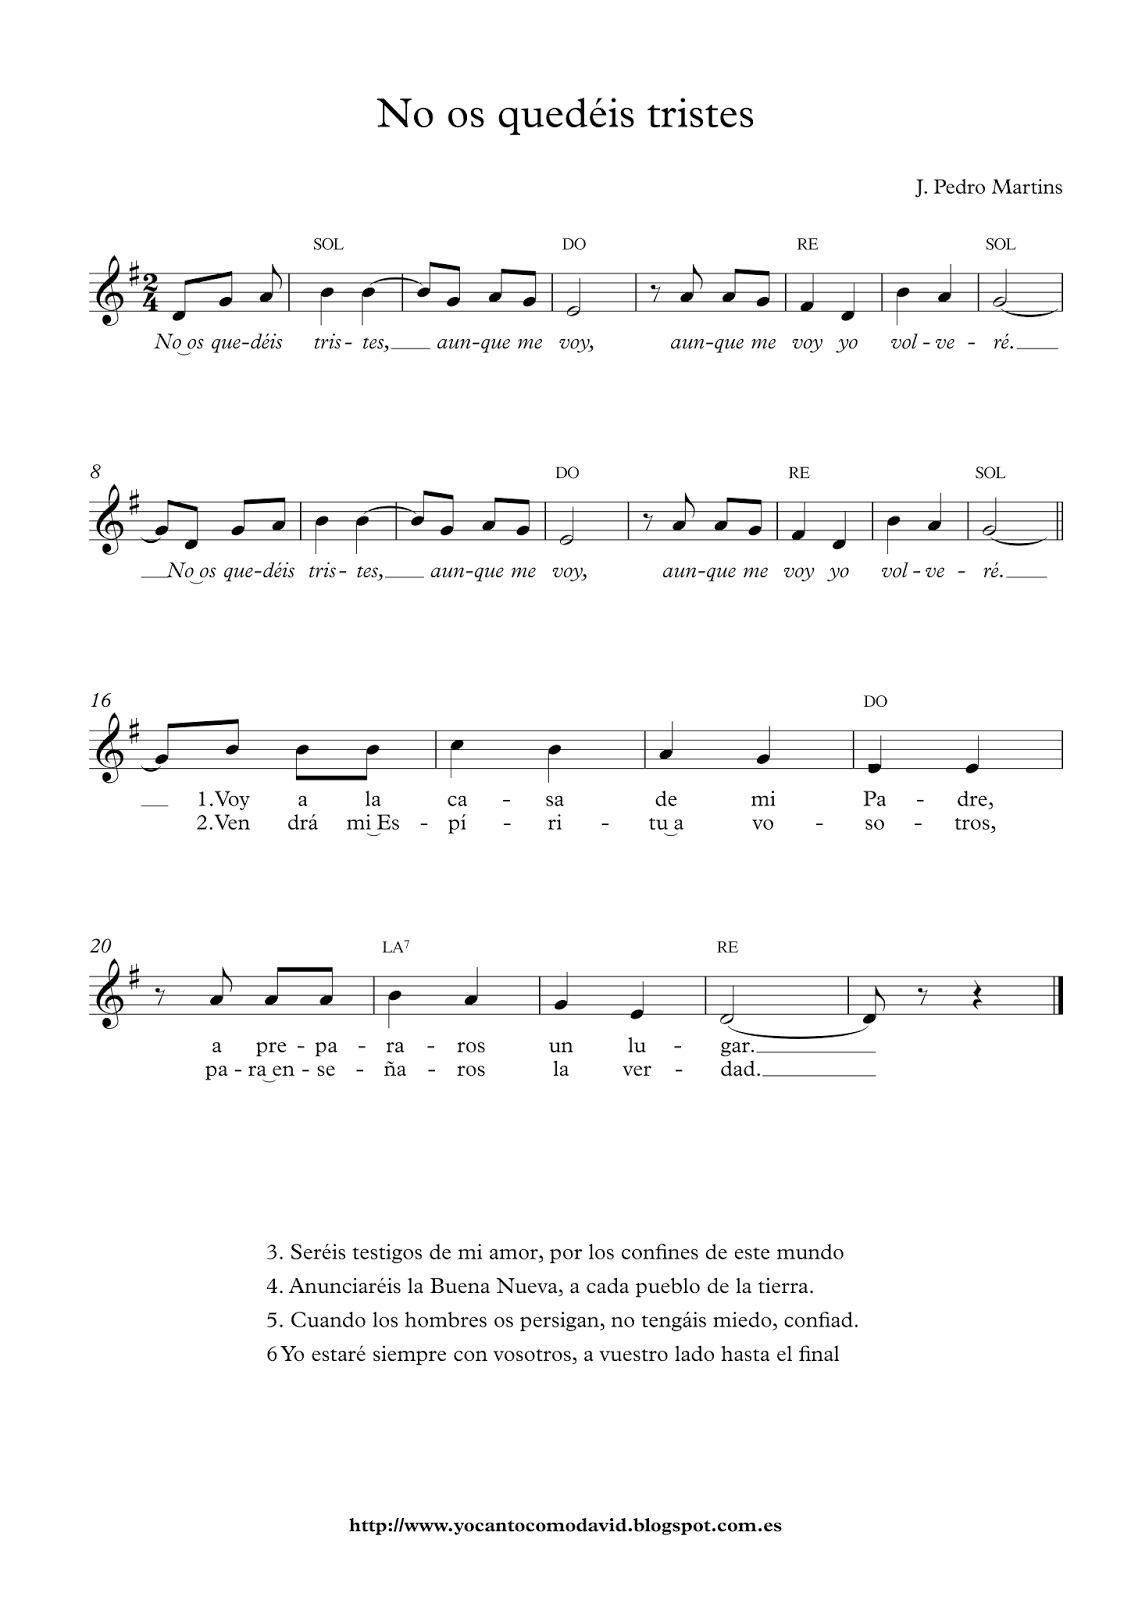 No os quedéis tristes
J. Pedro Martins
SOL DO RE SOL
2
4
No os que-déis tris- tes, aun-que me voy, aun-que me voy yo vol - ve - ré.
8 DO RE SOL
No os que-déis tris- tes, aun-que me voy, aun-que me voy yo vol - ve - ré.
16 DO
1.Voy a la ca - sa de mi Pa - dre,
2.Ven drá mi Es - pí - ri - tu a vo - so - tros,
20 LA7 RE
a pre - pa - ra - ros un lu - gar.
pa - ra en - se - ña - ros la ver - dad.
3. Seréis testigos de mi amor, por los confines de este mundo
4. Anunciaréis la Buena Nueva, a cada pueblo de la tierra.
5. Cuando los hombres os persigan, no tengáis miedo, confiad.
6 Yo estaré siempre con vosotros, a vuestro lado hasta el final
http://www.yocantocomodavid.blogspot.com.es